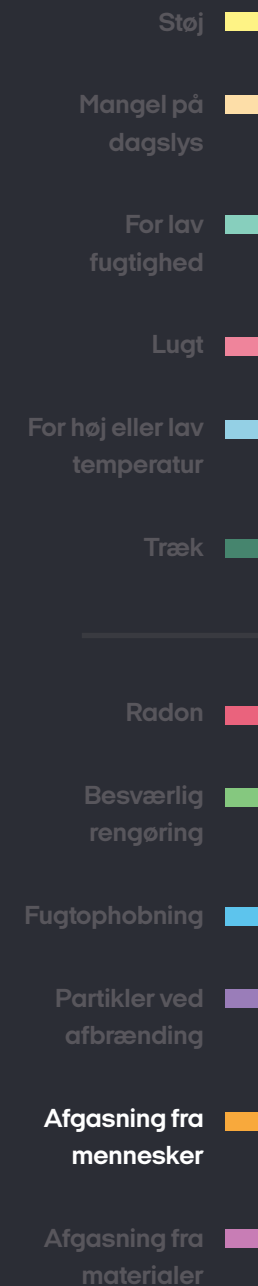 Støj
Mangel på
dagslys
For lav
fugtighed
Lugt
For høj eller lav
temperatur
Træk
Radon
Besværlig
rengøring
Fugtophobning
Partikler ved
afbrænding
Afgasning fra
mennesker
Afgasning fra
materialer